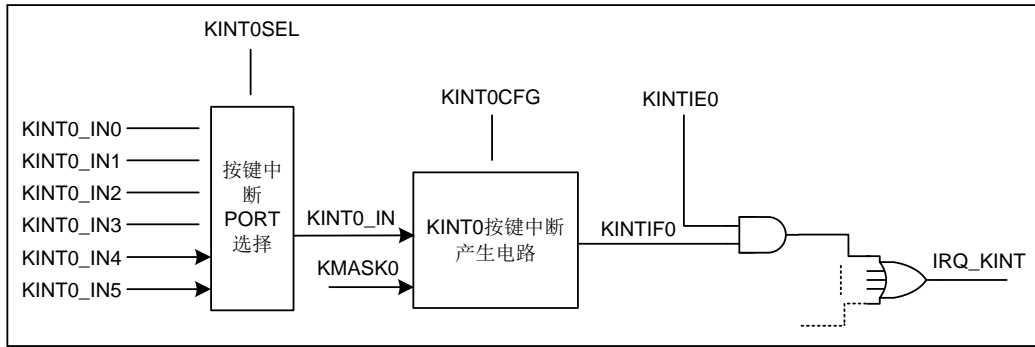 KINT0SEL
KINT0CFG
KINTIE0
KINT0_IN0
KINT0_IN1
KINT0_IN2
KINT0_IN3
KINT0_IN4
KINT0_IN5
按键中
断
PORT
选择
KINT0_IN
KMASK0
KINT0按键中断
产生电路
KINTIF0
IRQ_KINT